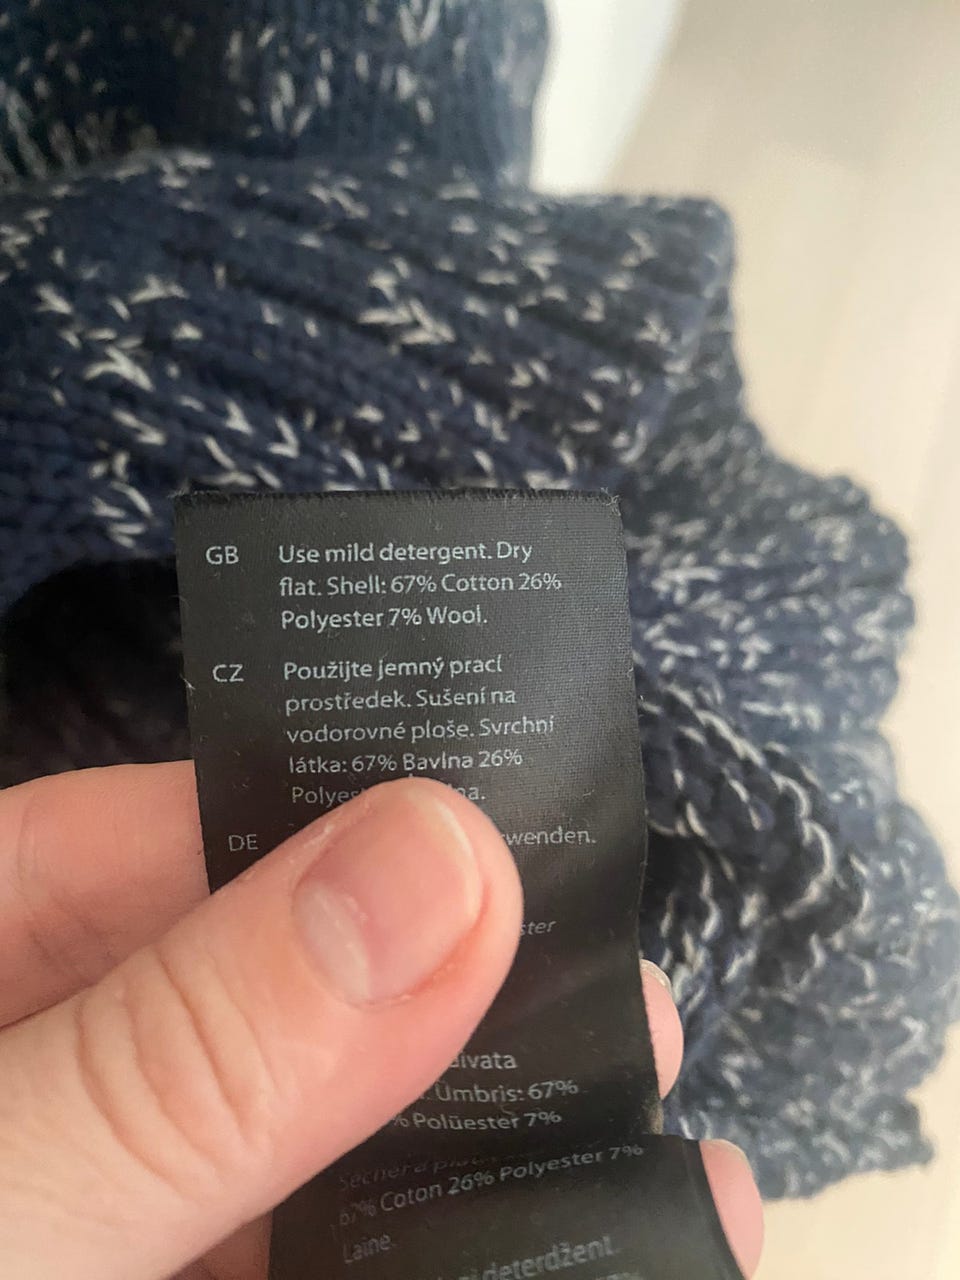 GB Use mild detergent. Dry
flat. Shell: 67% Cotton 26%
Polyester 7% Wool.
CZ Použijte jemný prací
prostředek. Sušení na
vodorovné ploše. Svrchní
látka: 67% Bavlna 26%
DE
Umbris: 67%
Polüester 7%
67% Coton 26% Polyester 7%
Laine.